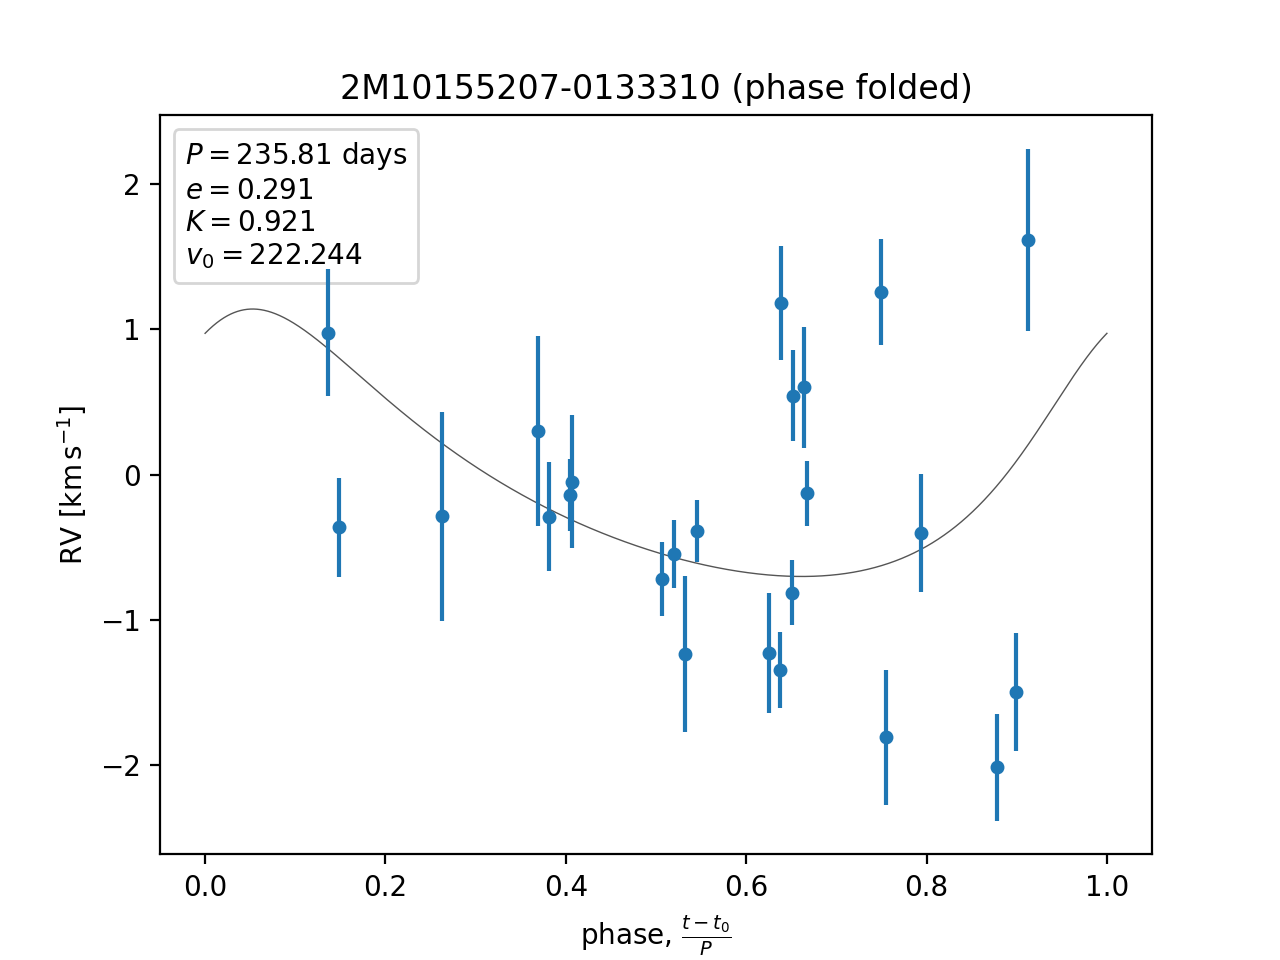 2M10155207-0133310 (phase folded)
P = 235.81 days
e = 0.291
K = 0.921
v₀ = 222.244
2
1
0
−1
−2
RV [km s⁻¹]
0.0 0.2 0.4 0.6 0.8 1.0
phase, (t − t₀)/P